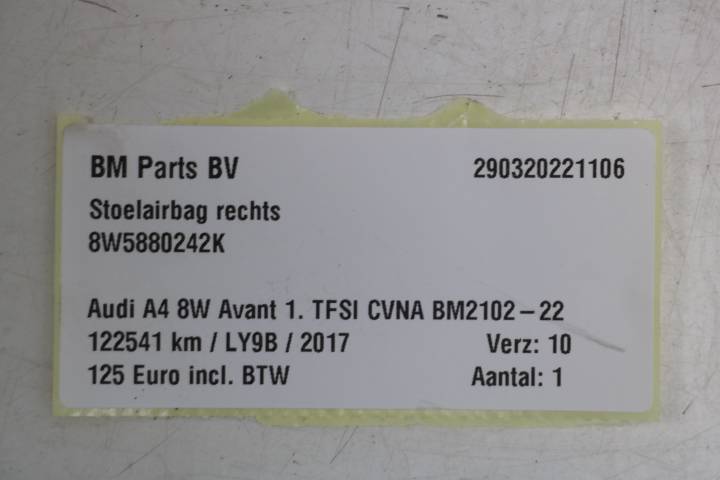 BM Parts BV 290320221106
Stoelairbag rechts
8W5880242K
Audi A4 8W Avant 1. TFSI CVNA BM2102-22
122541 km / LY9B / 2017 Verz: 10
125 Euro incl. BTW Aantal: 1